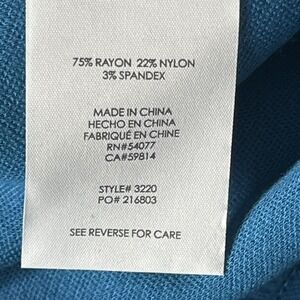 75% RAYON 22% NYLON
3% SPANDEX
MADE IN CHINA
HECHO EN CHINA
FABRIQUÉ EN CHINE
RN#54077
CA#59814
STYLE# 3220
PO# 216803
SEE REVERSE FOR CARE